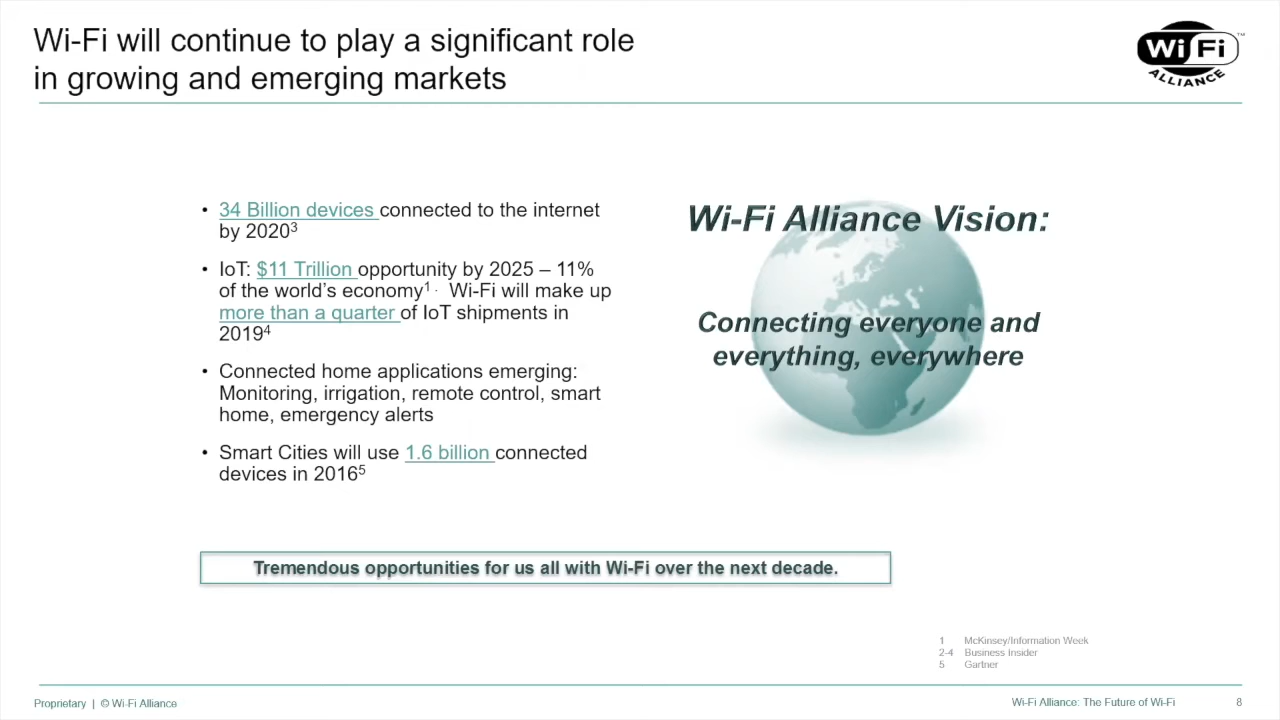 Wi-Fi will continue to play a significant role
in growing and emerging markets
Wi Fi
ALLIANCE
TM
• 34 Billion devices connected to the internet
by 2020³
• IoT: $11 Trillion opportunity by 2025 – 11%
of the world's economy¹ · Wi-Fi will make up
more than a quarter of IoT shipments in
2019⁴
• Connected home applications emerging:
Monitoring, irrigation, remote control, smart
home, emergency alerts
• Smart Cities will use 1.6 billion connected
devices in 2016⁵
Wi-Fi Alliance Vision:
Connecting everyone and
everything, everywhere
Tremendous opportunities for us all with Wi-Fi over the next decade.
1 McKinsey/Information Week
2-4 Business Insider
5 Gartner
Proprietary | © Wi-Fi Alliance
Wi-Fi Alliance: The Future of Wi-Fi 8